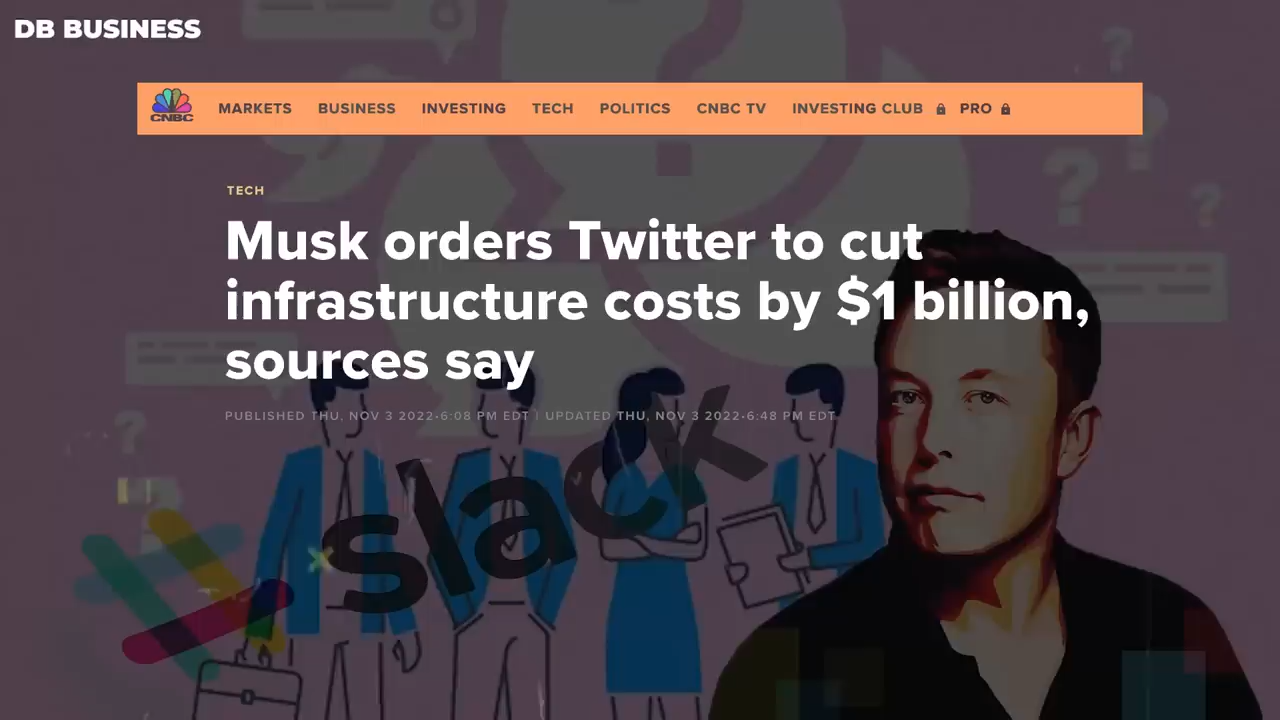 DB BUSINESS
CNBC MARKETS BUSINESS INVESTING TECH POLITICS CNBC TV INVESTING CLUB PRO
TECH
Musk orders Twitter to cut
infrastructure costs by $1 billion,
sources say
PUBLISHED THU, NOV 3 2022•6:08 PM EDT | UPDATED THU, NOV 3 2022•6:48 PM EDT
slack